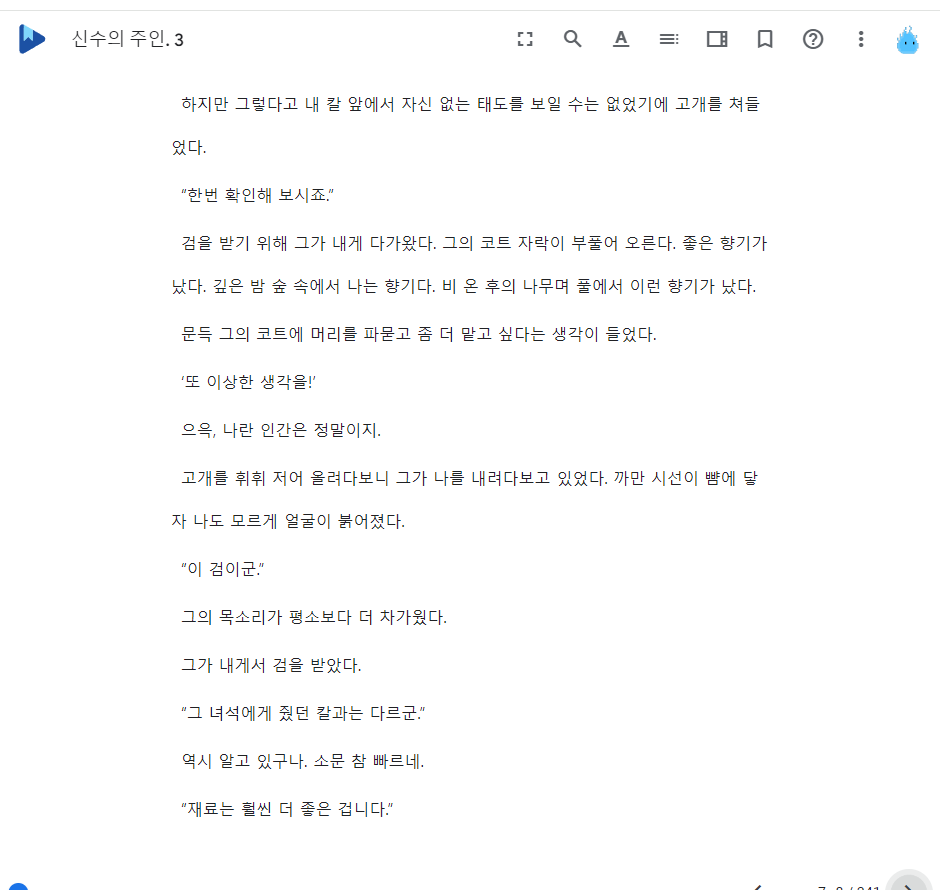 신수의 주인. 3
하지만 그렇다고 내 칼 앞에서 자신 없는 태도를 보일 수는 없었기에 고개를 쳐들
었다.
“한번 확인해 보시죠.”
검을 받기 위해 그가 내게 다가왔다. 그의 코트 자락이 부풀어 오른다. 좋은 향기가
났다. 깊은 밤 숲 속에서 나는 향기다. 비 온 후의 나무며 풀에서 이런 향기가 났다.
문득 그의 코트에 머리를 파묻고 좀 더 맡고 싶다는 생각이 들었다.
‘또 이상한 생각을!’
으윽, 나란 인간은 정말이지.
고개를 휘휘 저어 올려다보니 그가 나를 내려다보고 있었다. 까만 시선이 뺨에 닿
자 나도 모르게 얼굴이 붉어졌다.
“이 검이군.”
그의 목소리가 평소보다 더 차가웠다.
그가 내게서 검을 받았다.
“그 녀석에게 줬던 칼과는 다르군.”
역시 알고 있구나. 소문 참 빠르네.
“재료는 훨씬 더 좋은 겁니다.”